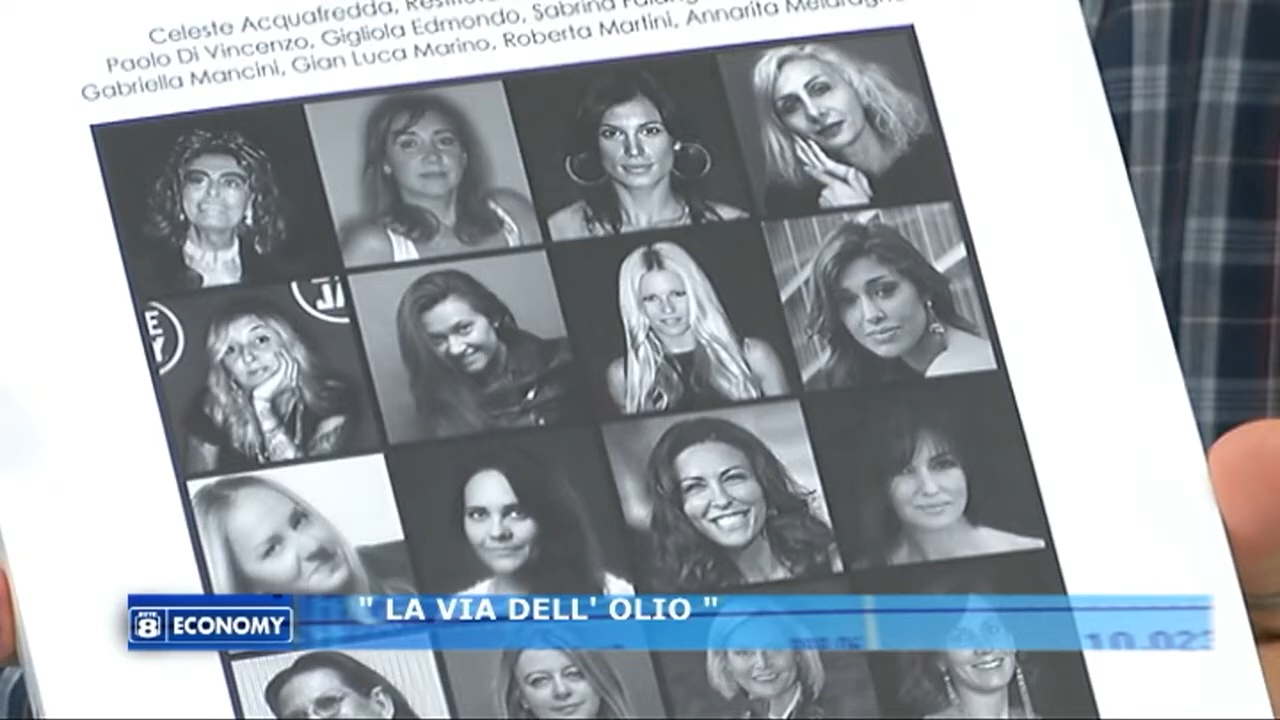 Celeste Acquafredda,
Paolo Di Vincenzo, Gigliola Edmondo, Sabrina
Gabriella Mancini, Gian Luca Marino, Roberta Martini, Annarita
" LA VIA DELL' OLIO "
RETE 8 ECONOMY